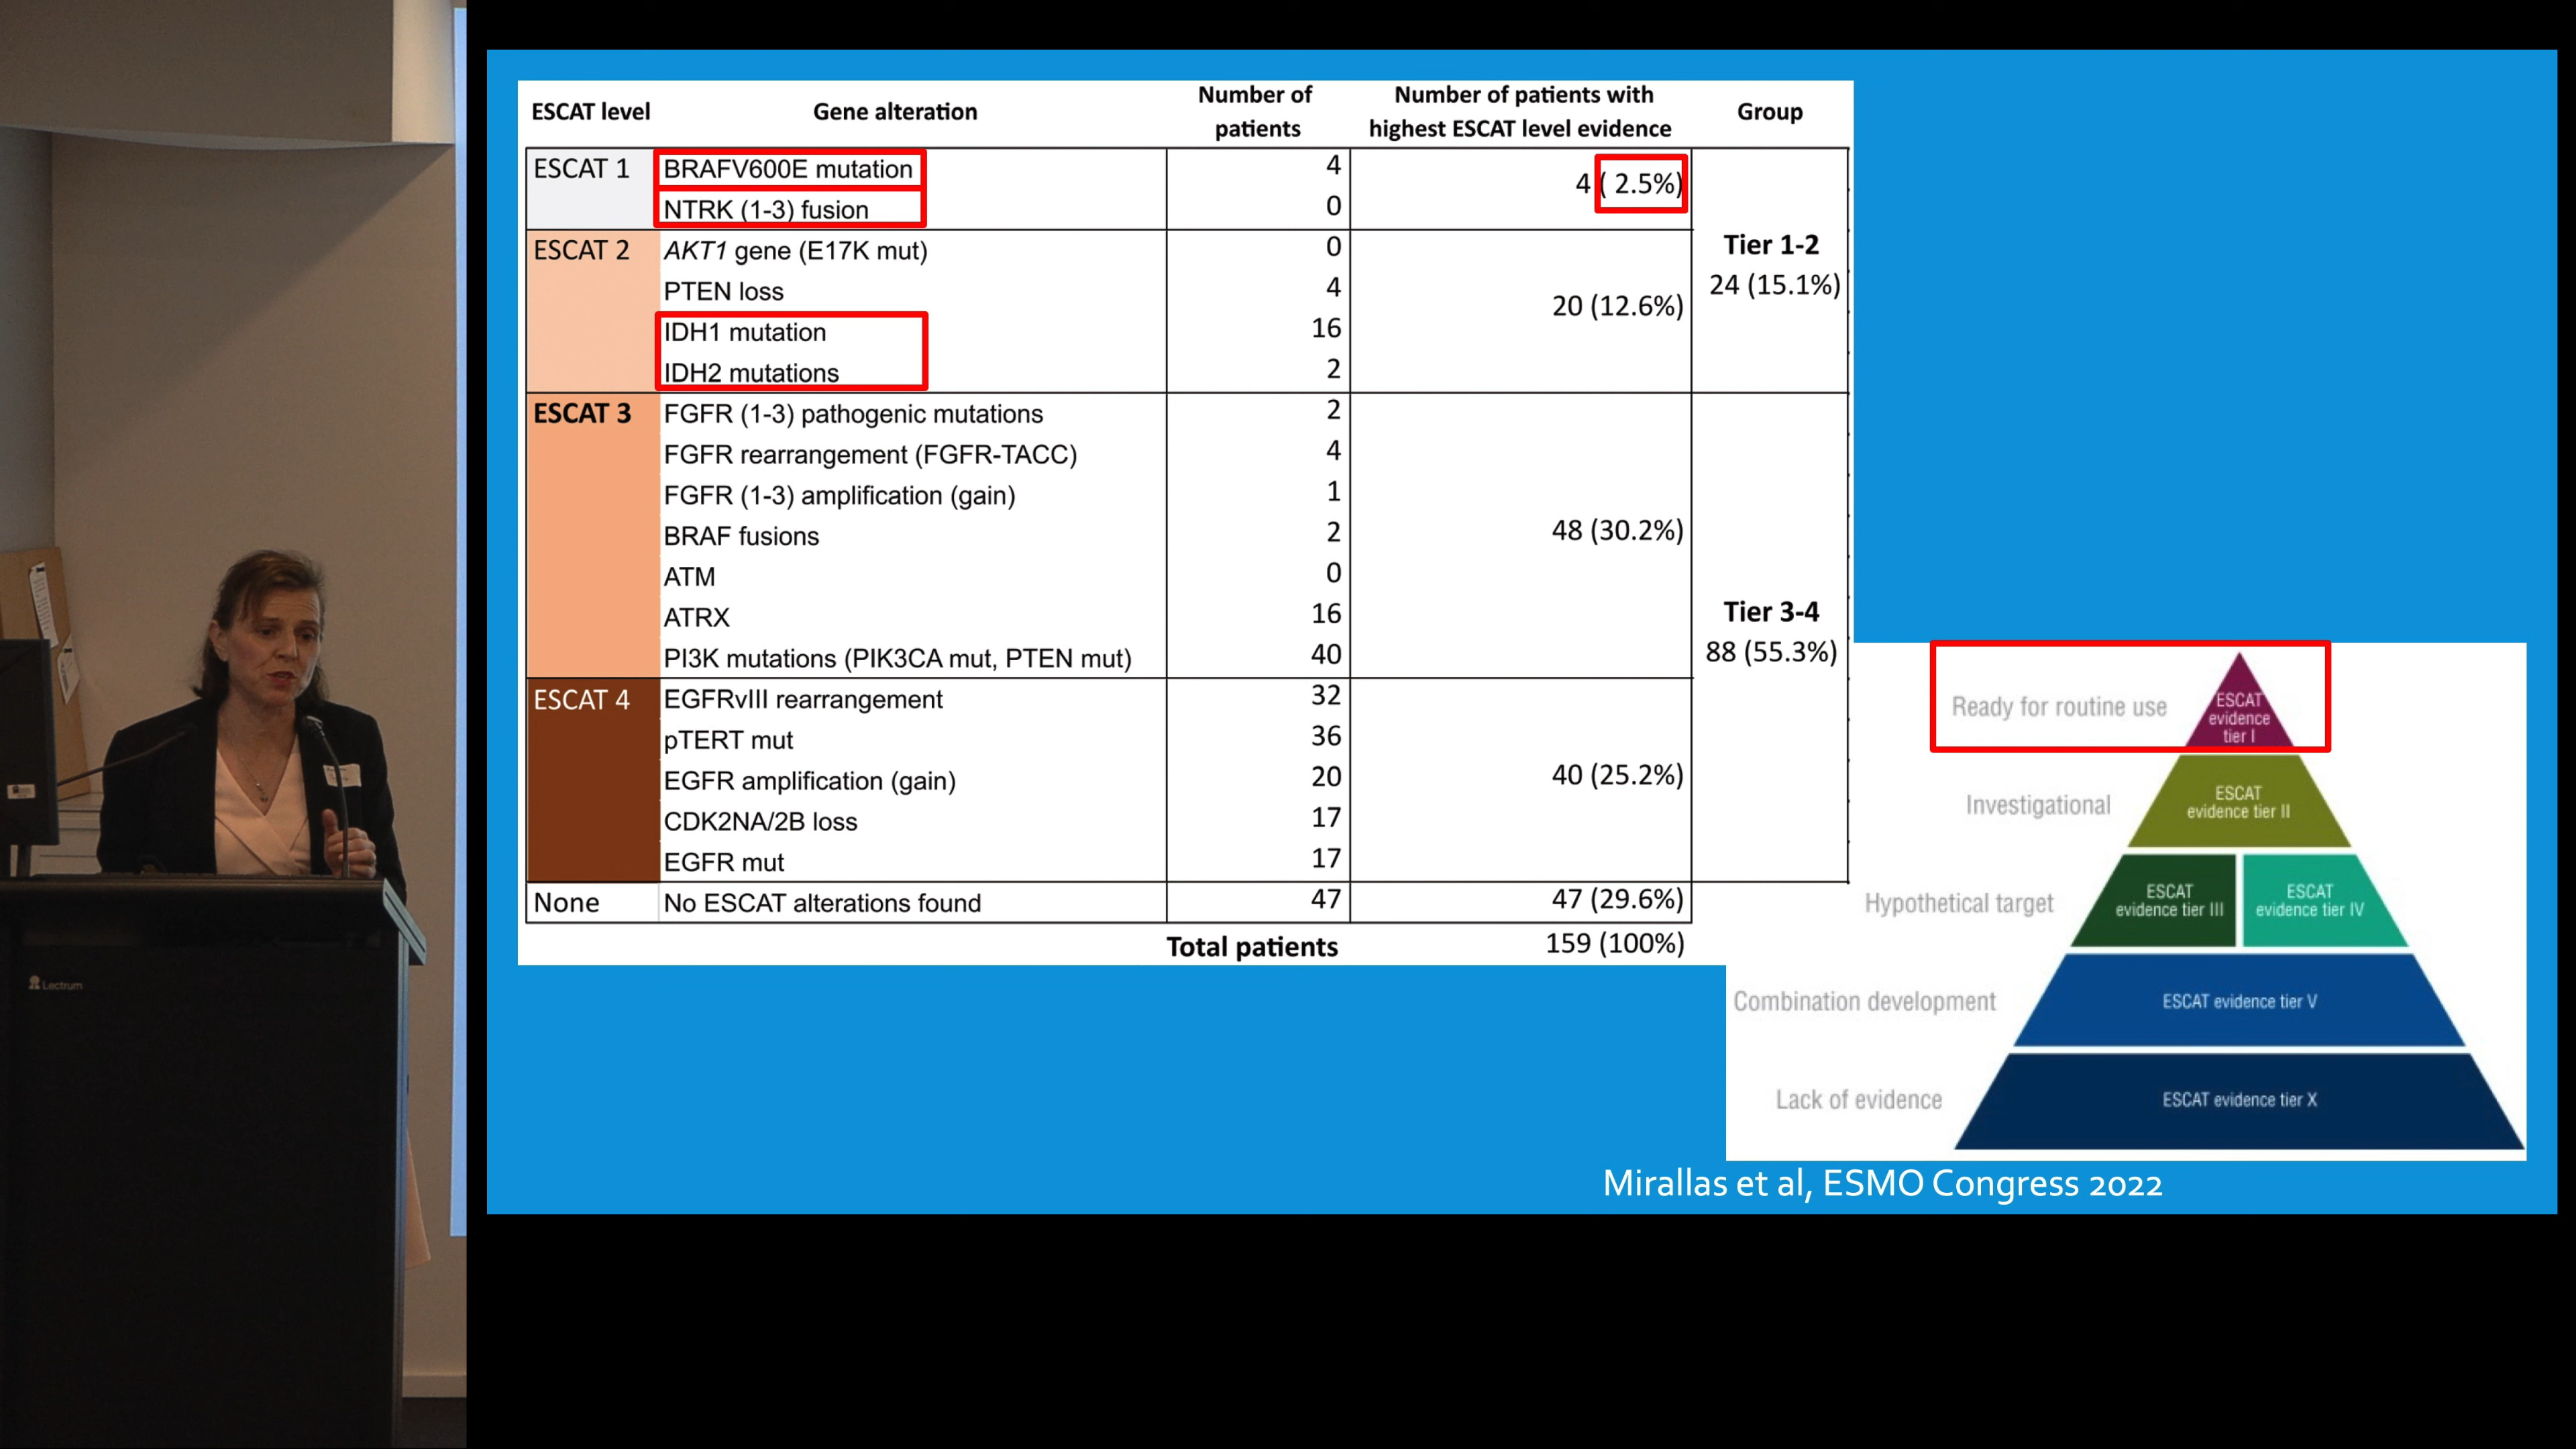 ESCAT level Gene alteration Number of patients Number of patients with highest ESCAT level evidence Group
ESCAT 1 BRAFV600E mutation 4 4 ( 2.5%)
NTRK (1-3) fusion 0
ESCAT 2 AKT1 gene (E17K mut) 0
PTEN loss 4 20 (12.6%)
IDH1 mutation 16
IDH2 mutations 2
Tier 1-2
24 (15.1%)
ESCAT 3 FGFR (1-3) pathogenic mutations 2
FGFR rearrangement (FGFR-TACC) 4
FGFR (1-3) amplification (gain) 1
BRAF fusions 2 48 (30.2%)
ATM 0
ATRX 16
PI3K mutations (PIK3CA mut, PTEN mut) 40
Tier 3-4
88 (55.3%)
ESCAT 4 EGFRvIII rearrangement 32
pTERT mut 36
EGFR amplification (gain) 20 40 (25.2%)
CDK2NA/2B loss 17
EGFR mut 17
None No ESCAT alterations found 47 47 (29.6%)
Total patients 159 (100%)
Ready for routine use
ESCAT
evidence
tier I
Investigational
ESCAT
evidence tier II
Hypothetical target
ESCAT
evidence tier III
ESCAT
evidence tier IV
Combination development
ESCAT evidence tier V
Lack of evidence
ESCAT evidence tier X
Mirallas et al, ESMO Congress 2022
Lectrum